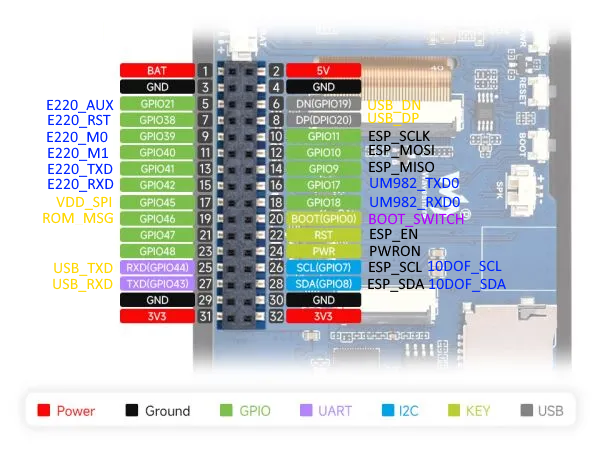 BAT 1 2 5V
GND 3 4 GND
E220_AUX GPIO21 5 6 DN(GPIO19) USB_DN
E220_RST GPIO38 7 8 DP(DPIO20) USB_DP
E220_M0 GPIO39 9 10 GPIO11 ESP_SCLK
E220_M1 GPIO40 11 12 GPIO10 ESP_MOSI
E220_TXD GPIO41 13 14 GPIO9 ESP_MISO
E220_RXD GPIO42 15 16 GPIO17 UM982_TXD0
VDD_SPI GPIO45 17 18 GPIO18 UM982_RXD0
ROM_MSG GPIO46 19 20 BOOT(GPIO0) BOOT_SWITCH
GPIO47 21 22 RST ESP_EN
GPIO48 23 24 PWR PWRON
USB_TXD RXD(GPIO44) 25 26 SCL(GPIO7) ESP_SCL 10DOF_SCL
USB_RXD TXD(GPIO43) 27 28 SDA(GPIO8) ESP_SDA 10DOF_SDA
GND 29 30 GND
3V3 31 32 3V3
BAT
PWR
RESET
BOOT
SPK
40
Power Ground GPIO UART I2C KEY USB